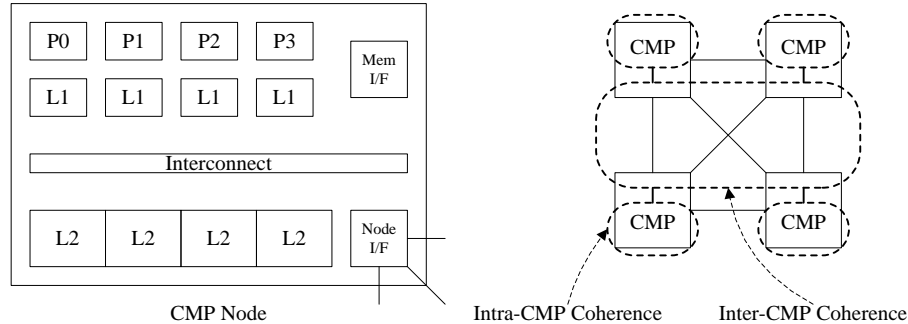 P0 P1 P2 P3
Mem
I/F
L1 L1 L1 L1
Interconnect
L2 L2 L2 L2
Node
I/F
CMP Node
CMP CMP
CMP CMP
Intra-CMP Coherence Inter-CMP Coherence